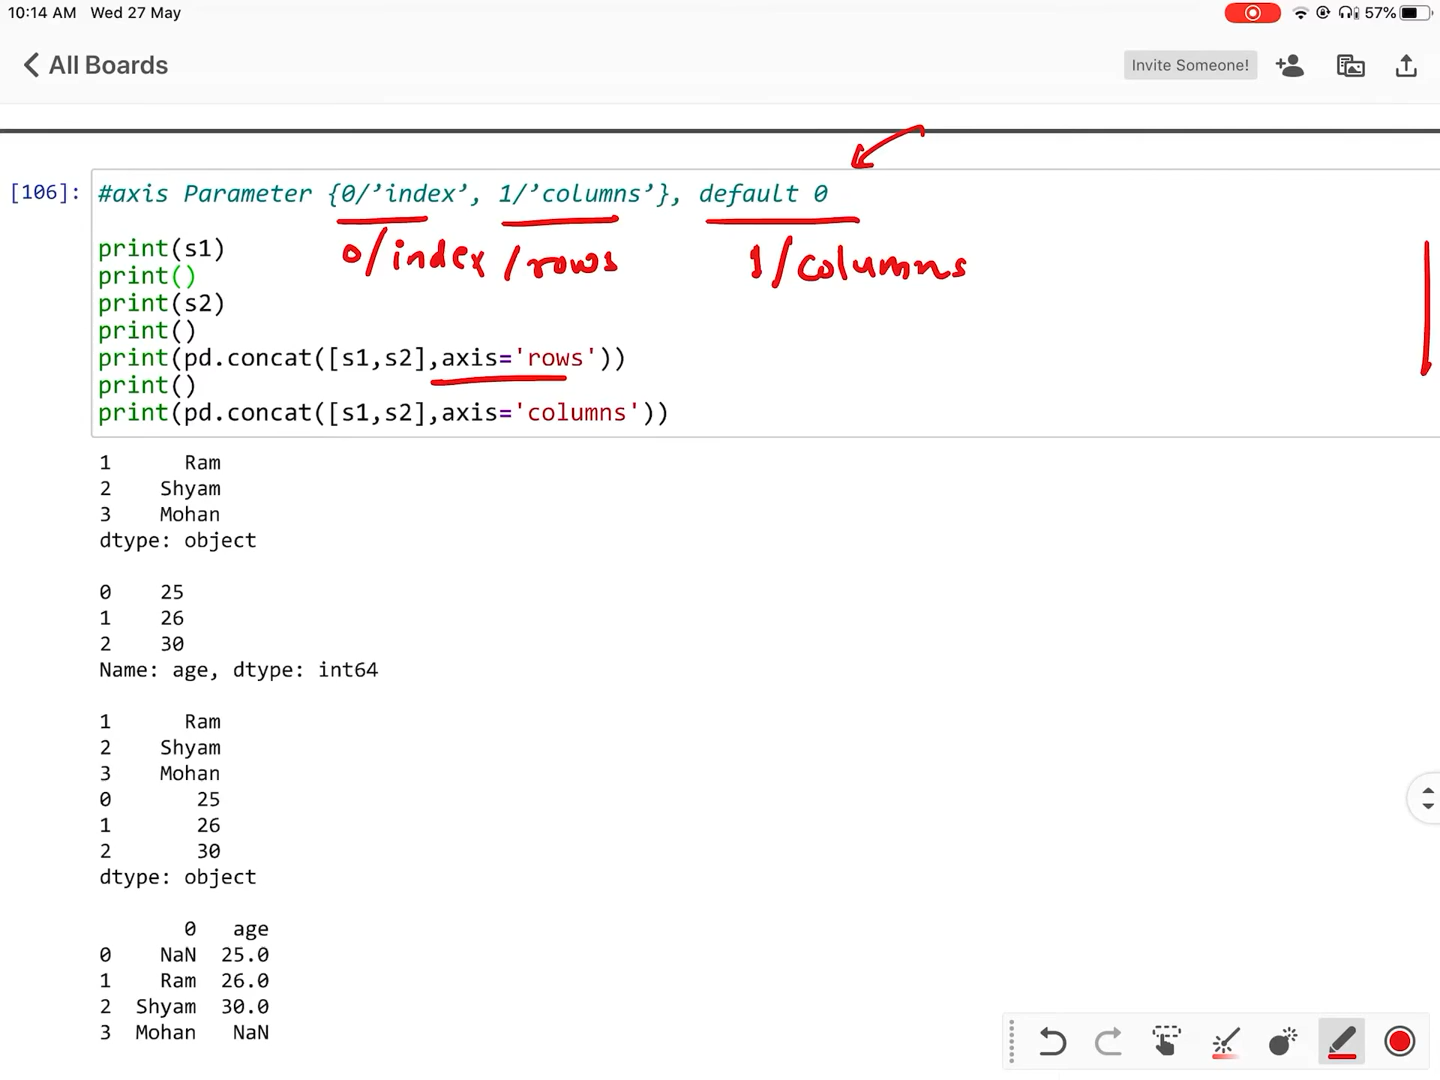 10:14 AM Wed 27 May 57%
All Boards Invite Someone!
[106]: #axis Parameter {0/’index’, 1/’columns’}, default 0
0/index /rows 1/columns
print(s1)
print()
print(s2)
print()
print(pd.concat([s1,s2],axis='rows'))
print()
print(pd.concat([s1,s2],axis='columns'))
1 Ram
2 Shyam
3 Mohan
dtype: object
0 25
1 26
2 30
Name: age, dtype: int64
1 Ram
2 Shyam
3 Mohan
0 25
1 26
2 30
dtype: object
0 age
0 NaN 25.0
1 Ram 26.0
2 Shyam 30.0
3 Mohan NaN